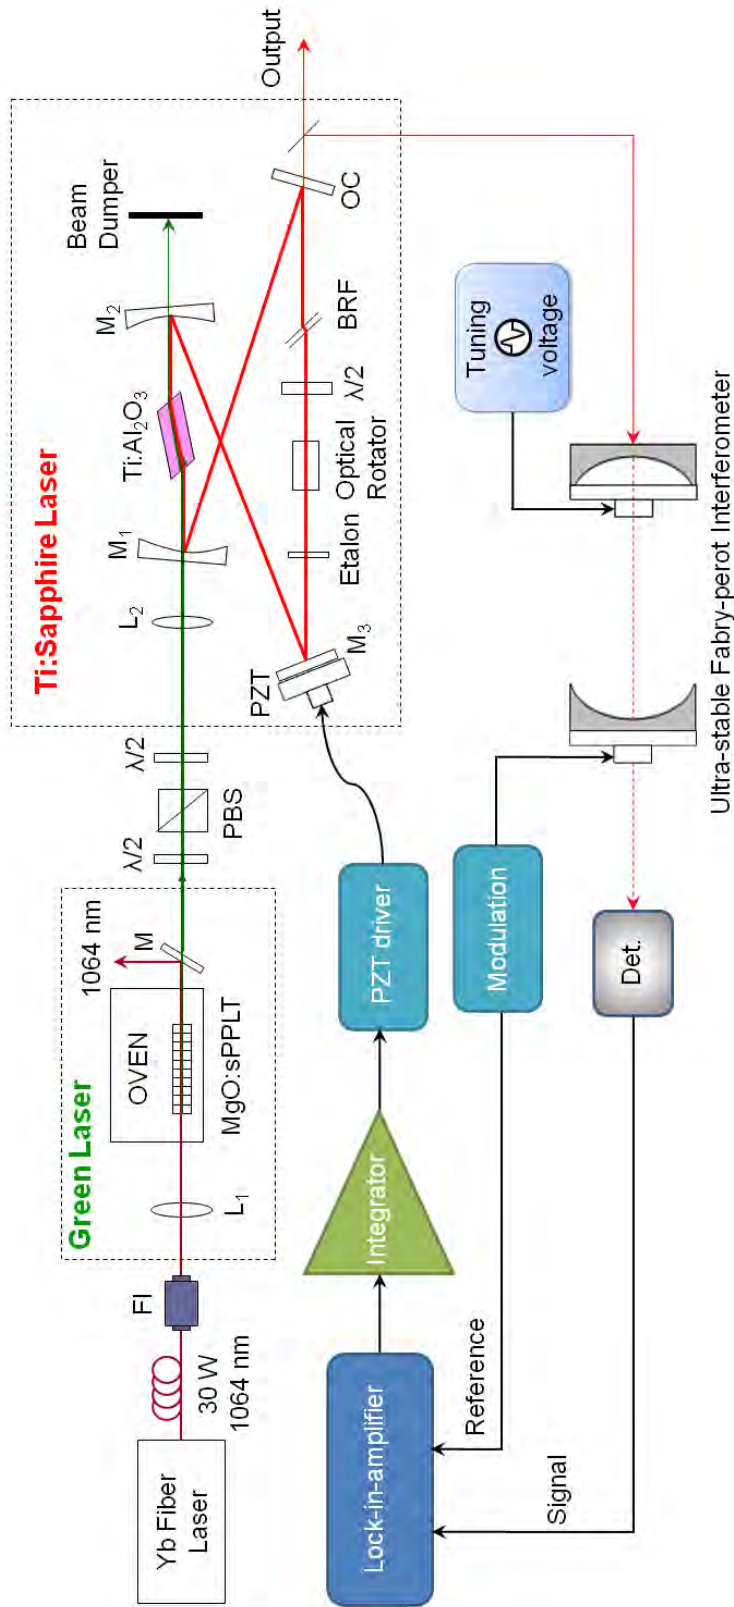 Yb Fiber
Laser
30 W
1064 nm
FI
Green Laser
L1
OVEN
MgO:sPPLT
1064 nm
M
λ/2
PBS
λ/2
Ti:Sapphire Laser
L2
M1
Ti:Al2O3
M2
Beam
Dumper
PZT
M3
Etalon
Optical
Rotator
λ/2
BRF
OC
Output
Lock-in-amplifier
Integrator
PZT driver
Reference
Modulation
Tuning
voltage
Signal
Det.
Ultra-stable Fabry-perot Interferometer